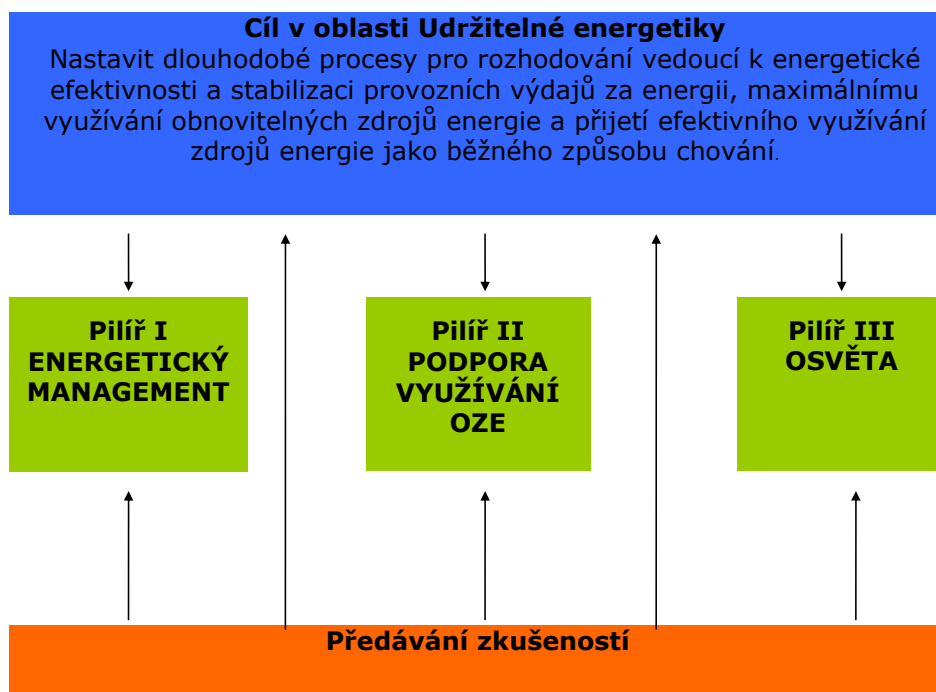 Cíl v oblasti Udržitelné energetiky
Nastavit dlouhodobé procesy pro rozhodování vedoucí k energetické
efektivnosti a stabilizaci provozních výdajů za energii, maximálnímu
využívání obnovitelných zdrojů energie a přijetí efektivního využívání
zdrojů energie jako běžného způsobu chování.
Pilíř I
ENERGETICKÝ
MANAGEMENT
Pilíř II
PODPORA
VYUŽÍVÁNÍ
OZE
Pilíř III
OSVĚTA
Předávání zkušeností